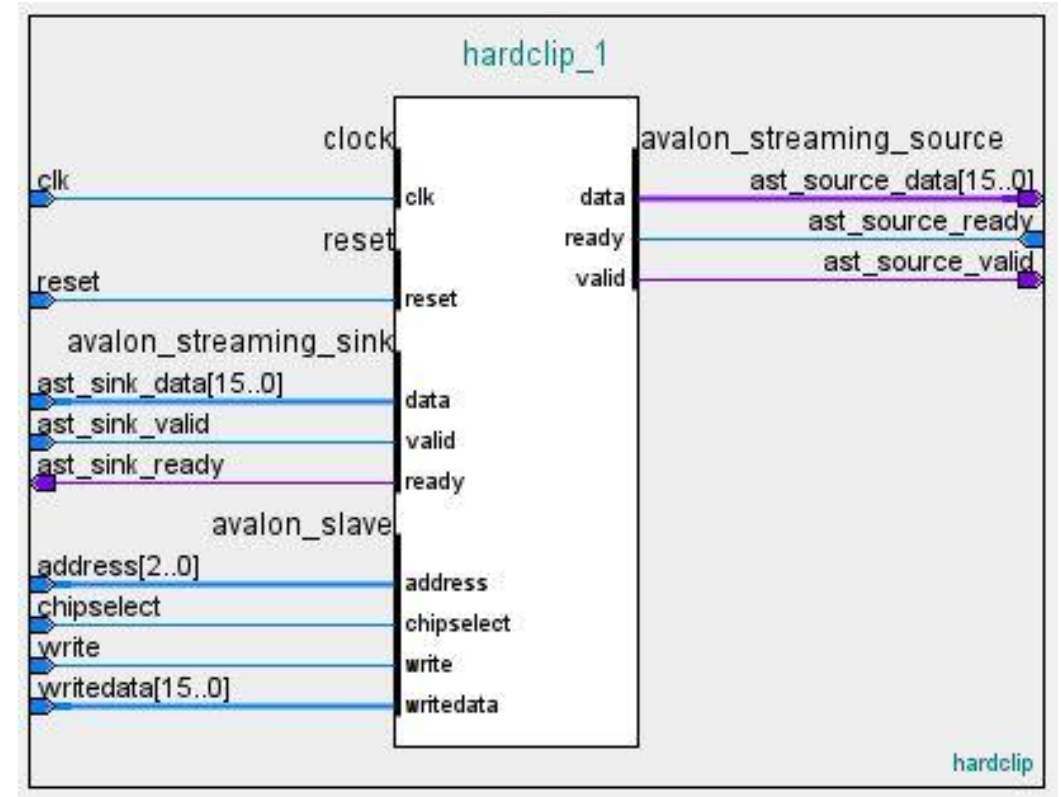 hardclip_1
clock
clk
clk
reset
reset
reset
avalon_streaming_sink
ast_sink_data[15..0]
data
ast_sink_valid
valid
ast_sink_ready
ready
avalon_slave
address[2..0]
address
chipselect
chipselect
write
write
writedata[15..0]
writedata
avalon_streaming_source
ast_source_data[15..0]
data
ast_source_ready
ready
ast_source_valid
valid
hardclip